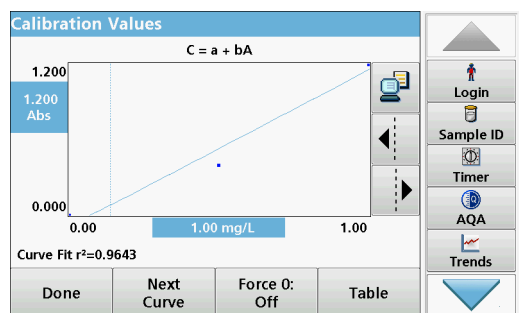 Calibration Values
C = a + bA
1.200
1.200
Abs
0.000
0.00
1.00 mg/L
1.00
Curve Fit r²=0.9643
Done
Next
Curve
Force 0:
Off
Table
Login
Sample ID
Timer
AQA
Trends